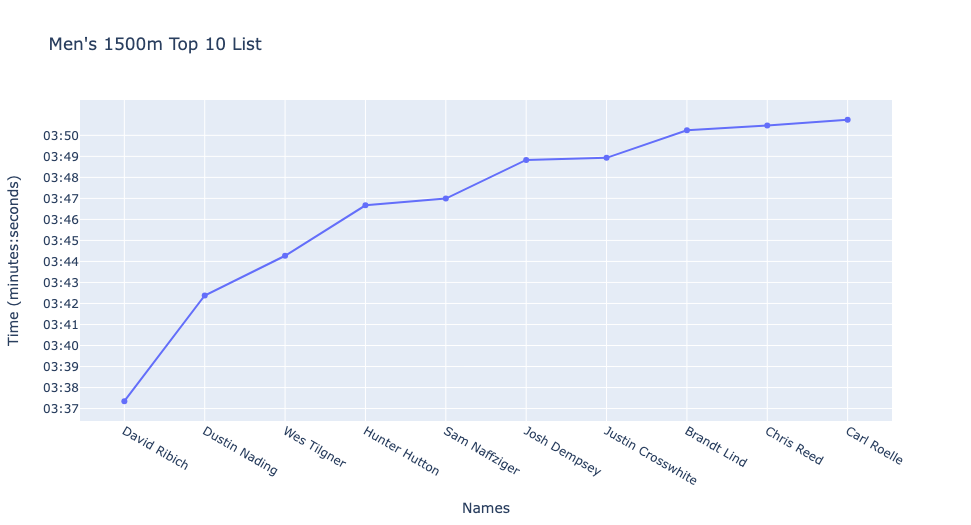 Men's 1500m Top 10 List
Time (minutes:seconds)
03:50
03:49
03:48
03:47
03:46
03:45
03:44
03:43
03:42
03:41
03:40
03:39
03:38
03:37
David Ribich
Dustin Nading
Wes Tilgner
Hunter Hutton
Sam Naffziger
Josh Dempsey
Justin Crosswhite
Brandt Lind
Chris Reed
Carl Roelle
Names